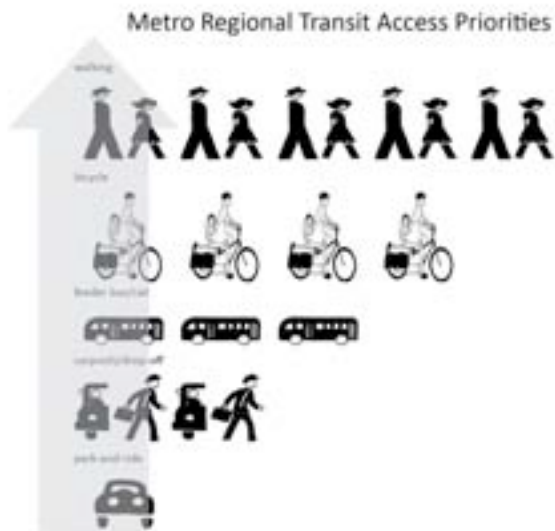 Metro Regional Transit Access Priorities
walking
bicycle
feeder bus/rail
carpool/drop off
park and ride